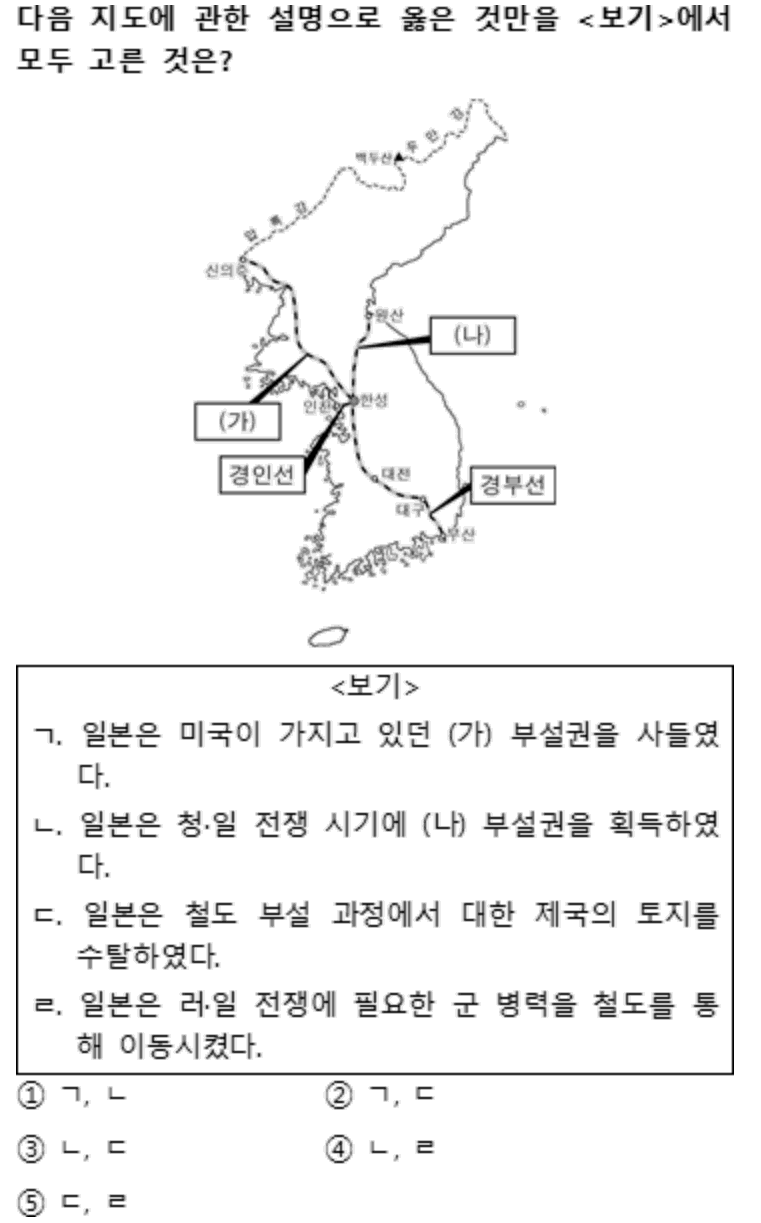 다음 지도에 관한 설명으로 옳은 것만을 <보기>에서
모두 고른 것은?
두만강
백두산
압록강
신의주
원산
(나)
(가)
인천
한성
경인선
대전
경부선
대구
부산
<보기>
ㄱ. 일본은 미국이 가지고 있던 (가) 부설권을 사들였
다.
ㄴ. 일본은 청·일 전쟁 시기에 (나) 부설권을 획득하였
다.
ㄷ. 일본은 철도 부설 과정에서 대한 제국의 토지를
수탈하였다.
ㄹ. 일본은 러·일 전쟁에 필요한 군 병력을 철도를 통
해 이동시켰다.
① ㄱ, ㄴ ② ㄱ, ㄷ
③ ㄴ, ㄷ ④ ㄴ, ㄹ
⑤ ㄷ, ㄹ